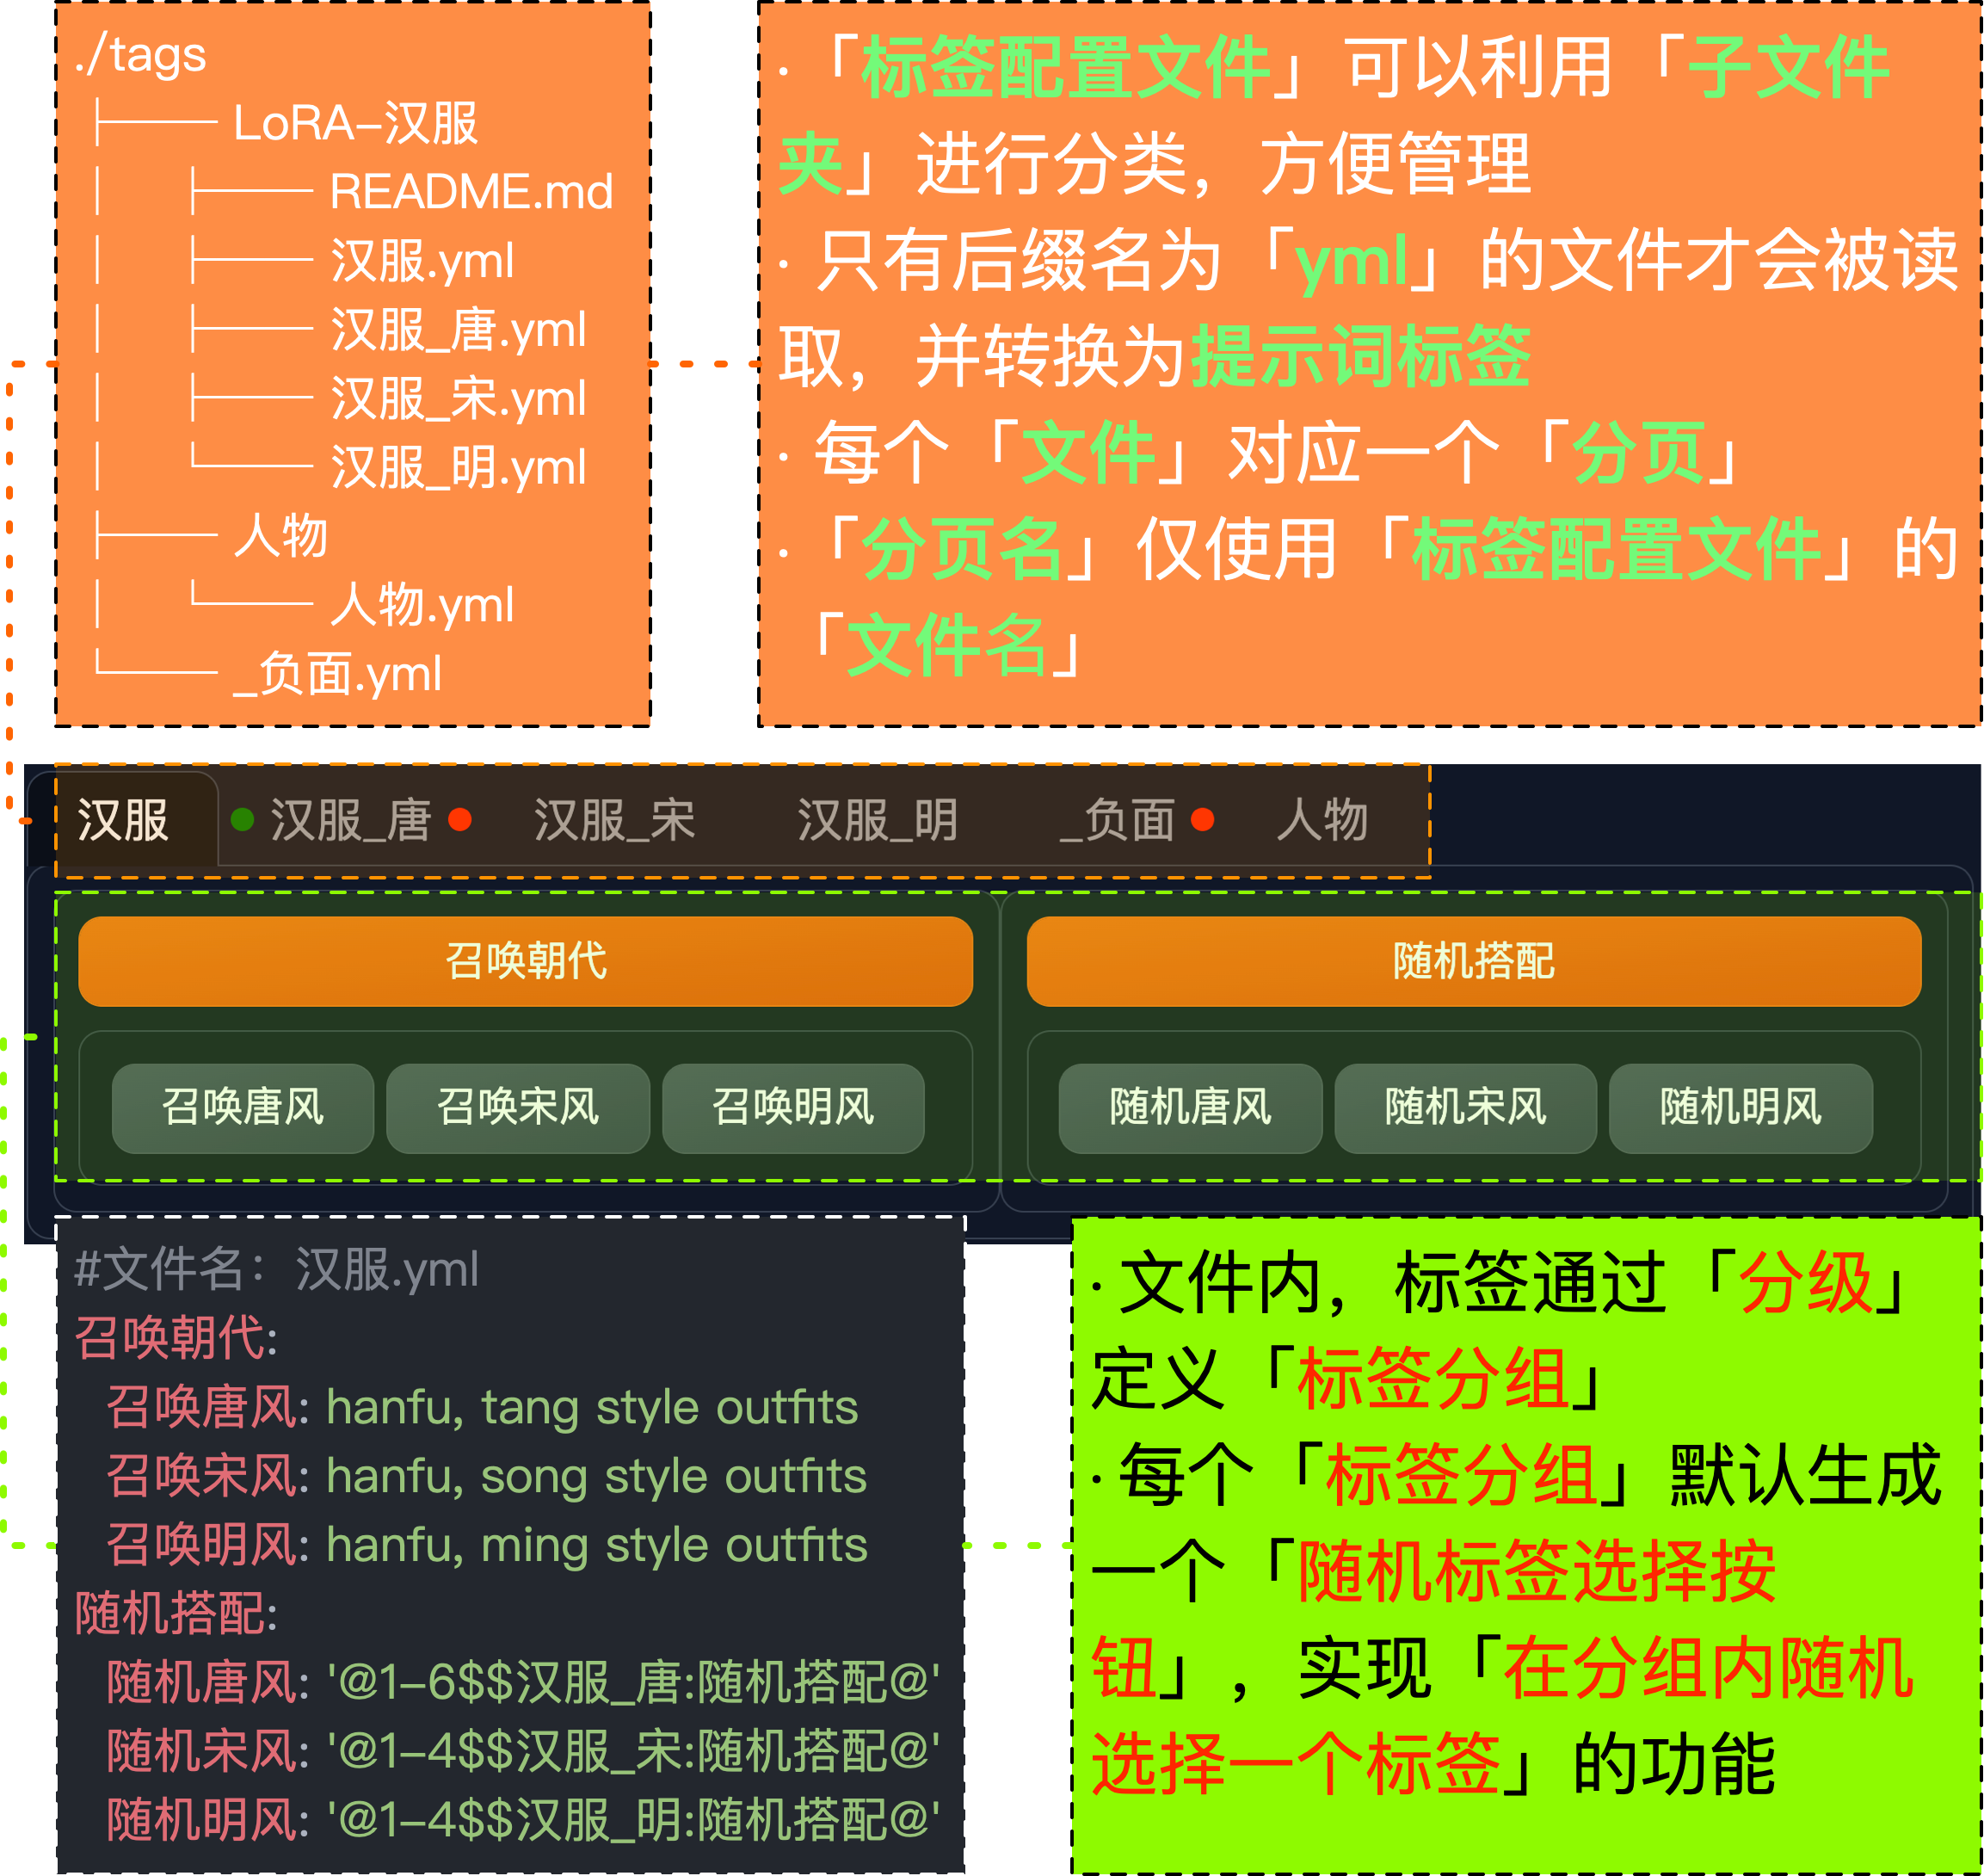 ./tags
├── LoRA-汉服
│ ├── README.md
│ ├── 汉服.yml
│ ├── 汉服_唐.yml
│ ├── 汉服_宋.yml
│ └── 汉服_明.yml
├── 人物
│ └── 人物.yml
└── _负面.yml
·「标签配置文件」可以利用「子文件
夹」进行分类，方便管理
· 只有后缀名为「yml」的文件才会被读
取，并转换为提示词标签
· 每个「文件」对应一个「分页」
·「分页名」仅使用「标签配置文件」的
「文件名」
汉服 汉服_唐 汉服_宋 汉服_明 _负面 人物
召唤朝代 随机搭配
召唤唐风 召唤宋风 召唤明风 随机唐风 随机宋风 随机明风
#文件名：汉服.yml
召唤朝代:
召唤唐风: hanfu, tang style outfits
召唤宋风: hanfu, song style outfits
召唤明风: hanfu, ming style outfits
随机搭配:
随机唐风: '@1-6$$汉服_唐:随机搭配@'
随机宋风: '@1-4$$汉服_宋:随机搭配@'
随机明风: '@1-4$$汉服_明:随机搭配@'
· 文件内，标签通过「分级」
定义「标签分组」
· 每个「标签分组」默认生成
一个「随机标签选择按
钮」，实现「在分组内随机
选择一个标签」的功能